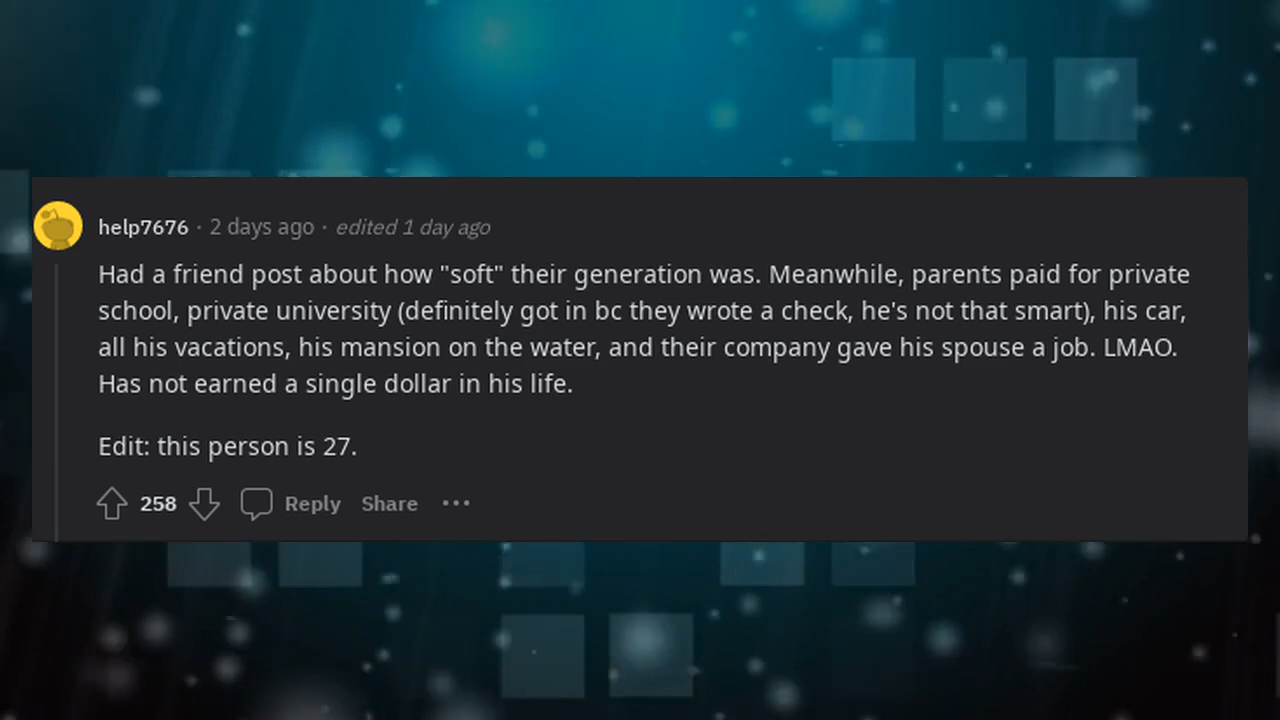 help7676 · 2 days ago · edited 1 day ago
Had a friend post about how "soft" their generation was. Meanwhile, parents paid for private
school, private university (definitely got in bc they wrote a check, he's not that smart), his car,
all his vacations, his mansion on the water, and their company gave his spouse a job. LMAO.
Has not earned a single dollar in his life.
Edit: this person is 27.
258 Reply Share ···